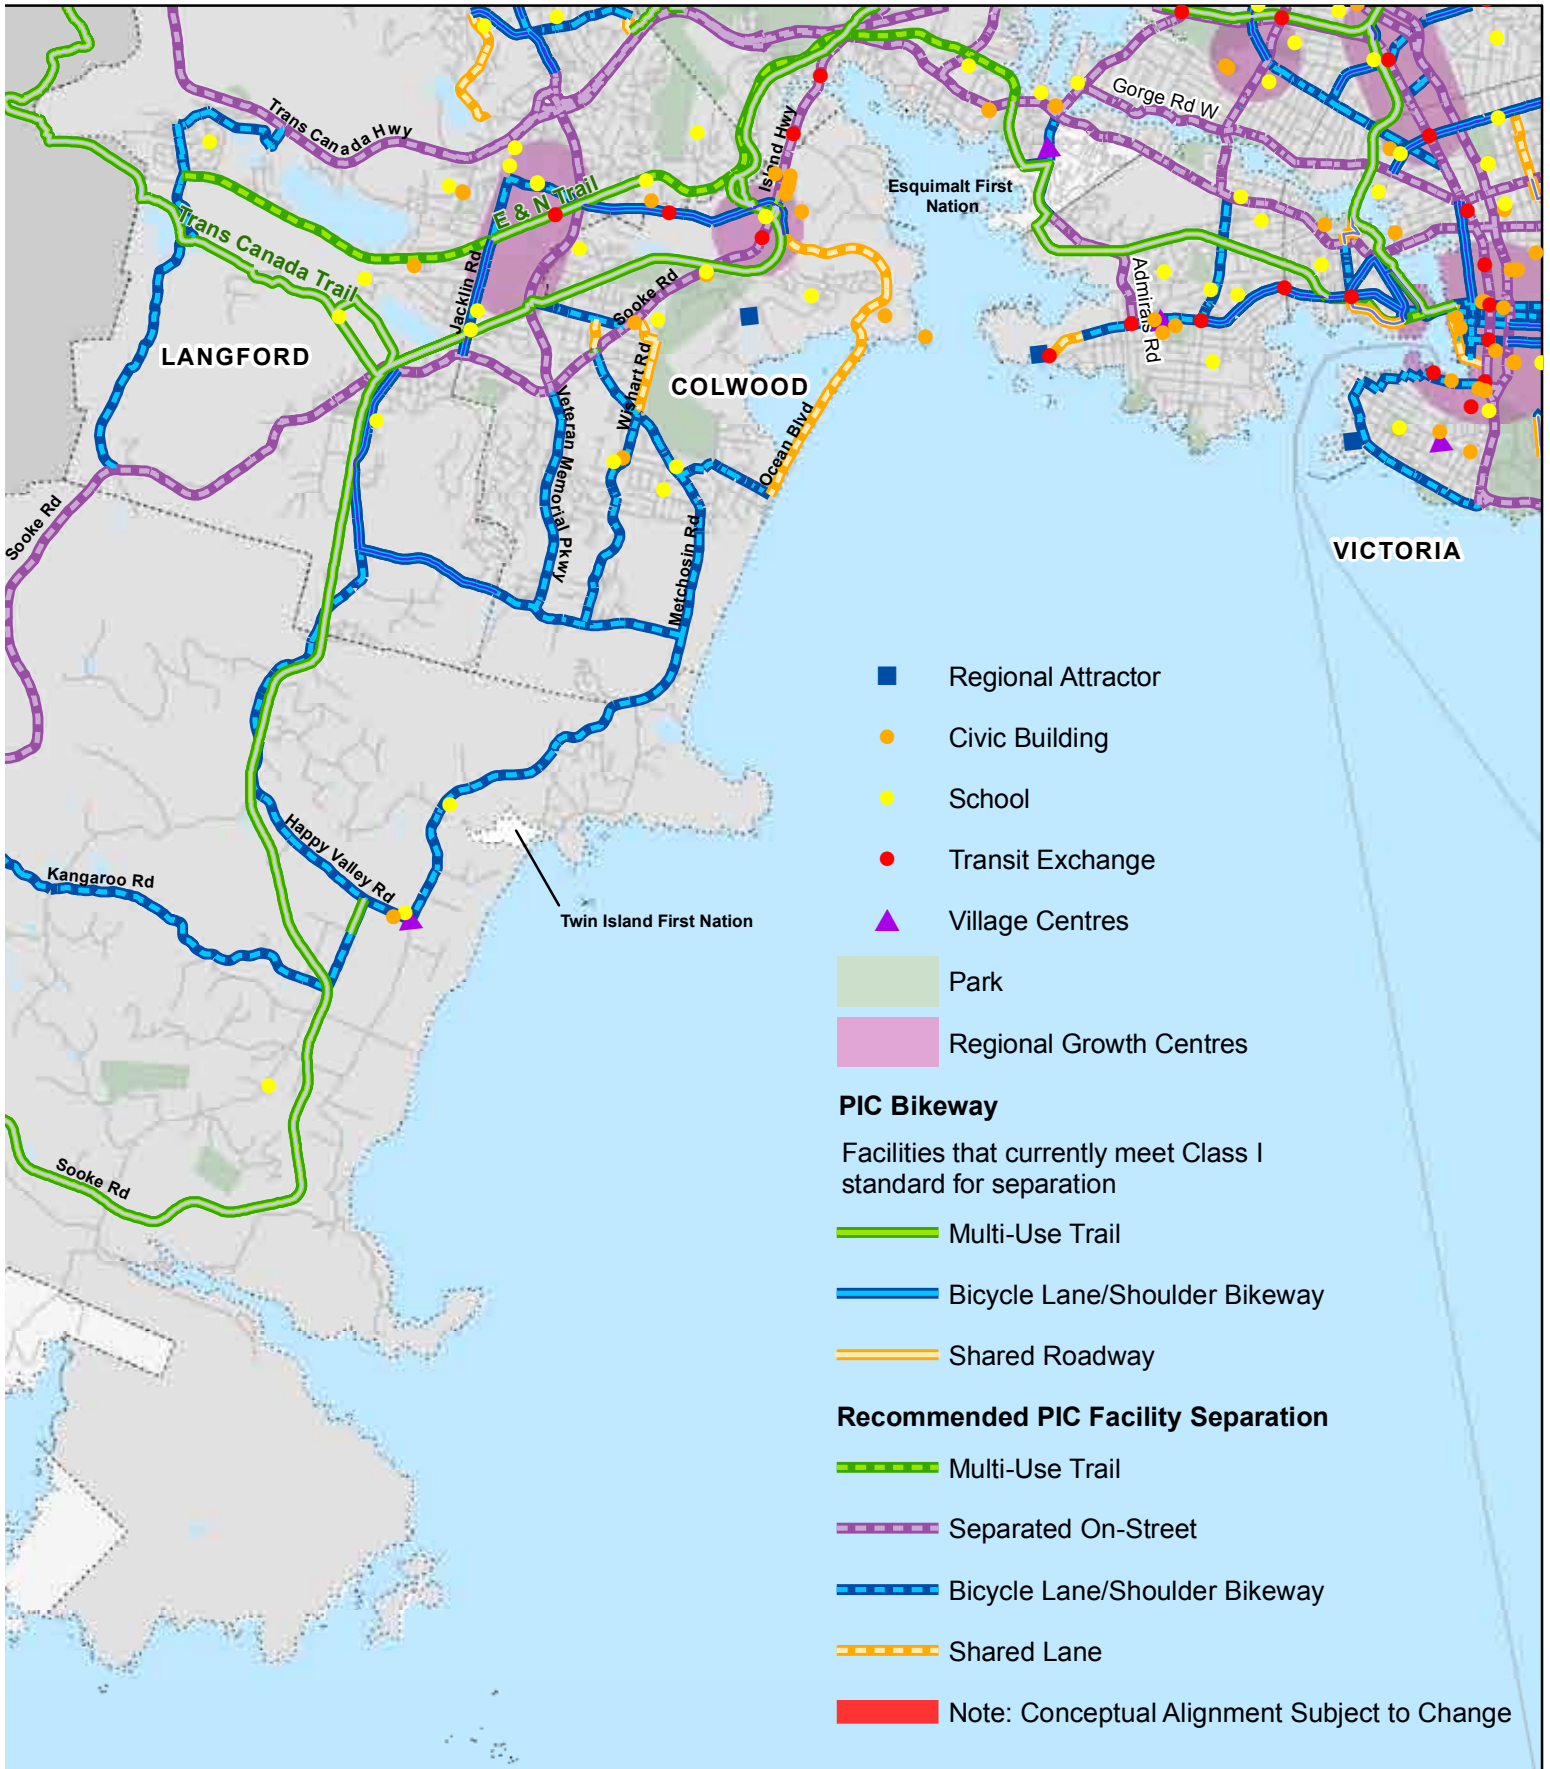 Trans Canada Hwy
Gorge Rd W
Island Hwy
Esquimalt First
Nation
E & N Trail
Trans Canada Trail
Jacklin Rd
Sooke Rd
Admirals Rd
LANGFORD
COLWOOD
Wishart Rd
Veteran Memorial Pkwy
Ocean Blvd
Sooke Rd
Metchosin Rd
VICTORIA
Happy Valley Rd
Kangaroo Rd
Twin Island First Nation
Sooke Rd
Regional Attractor
Civic Building
School
Transit Exchange
Village Centres
Park
Regional Growth Centres
PIC Bikeway
Facilities that currently meet Class I
standard for separation
Multi-Use Trail
Bicycle Lane/Shoulder Bikeway
Shared Roadway
Recommended PIC Facility Separation
Multi-Use Trail
Separated On-Street
Bicycle Lane/Shoulder Bikeway
Shared Lane
Note: Conceptual Alignment Subject to Change